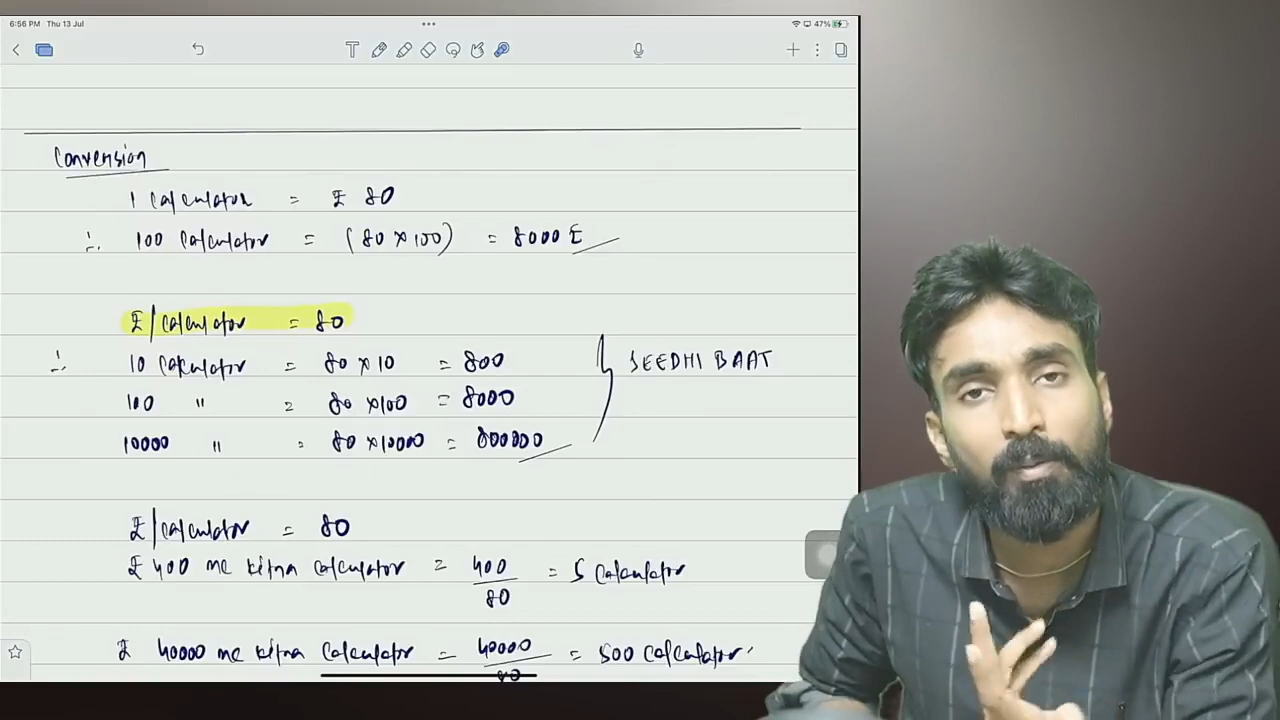 6:56 PM Thu 13 Jul
47%
Conversion
1 Calculator = ₹ 80
∴ 100 Calculator = (80 × 100) = 8000 ₹
₹/Calculator = 80
∴ 10 Calculator = 80 × 10 = 800
100 " = 80 × 100 = 8000
10000 " = 80 × 10000 = 800000
SEEDHI BAAT
₹/Calculator = 80
₹ 400 me kitna calculator = 400/80 = 5 Calculator
₹ 40000 me kitna Calculator = 40000/80 = 500 Calculator